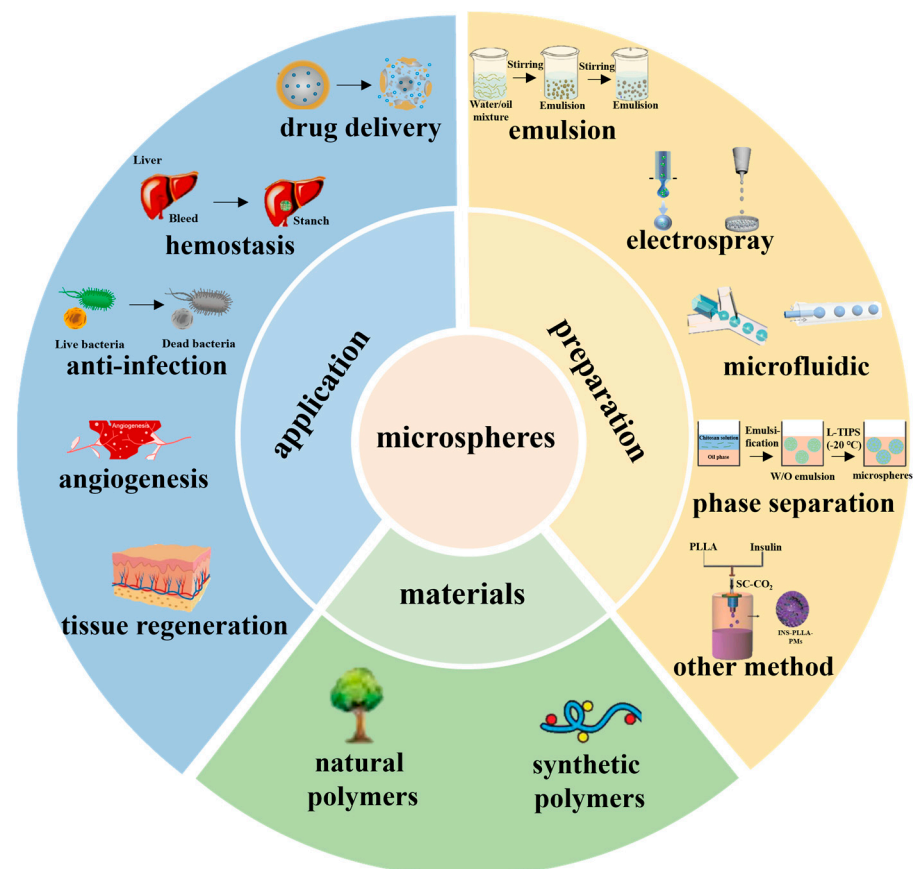 drug delivery
Liver
Bleed
Stanch
hemostasis
Live bacteria
Dead bacteria
anti-infection
Angiogenesis
angiogenesis
tissue regeneration
application
microspheres
preparation
materials
Stirring
Stirring
Water/oil
mixture
Emulision
Emulision
emulsion
electrospray
microfluidic
Chitosan solution
Oil phase
Emulsi-
fication
W/O emulsion
L-TIPS
(-20 °C)
microspheres
phase separation
PLLA
Insulin
SC-CO₂
INS-PLLA-
PMs
other method
natural
polymers
synthetic
polymers